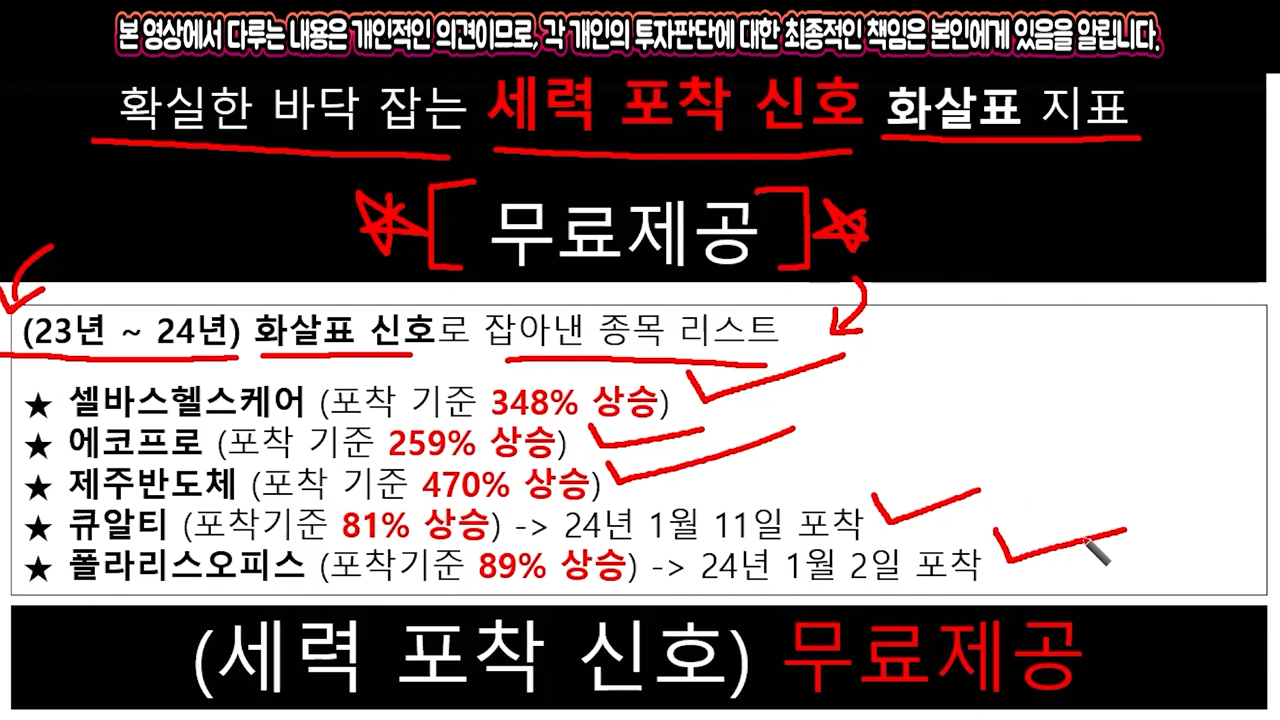 본 영상에서 다루는 내용은 개인적인 의견이므로, 각 개인의 투자판단에 대한 최종적인 책임은 본인에게 있음을 알립니다.
확실한 바닥 잡는 세력 포착 신호 화살표 지표
무료제공
(23년 ~ 24년) 화살표 신호로 잡아낸 종목 리스트
★ 셀바스헬스케어 (포착 기준 348% 상승)
★ 에코프로 (포착 기준 259% 상승)
★ 제주반도체 (포착 기준 470% 상승)
★ 큐알티 (포착기준 81% 상승) -> 24년 1월 11일 포착
★ 폴라리스오피스 (포착기준 89% 상승) -> 24년 1월 2일 포착
(세력 포착 신호) 무료제공